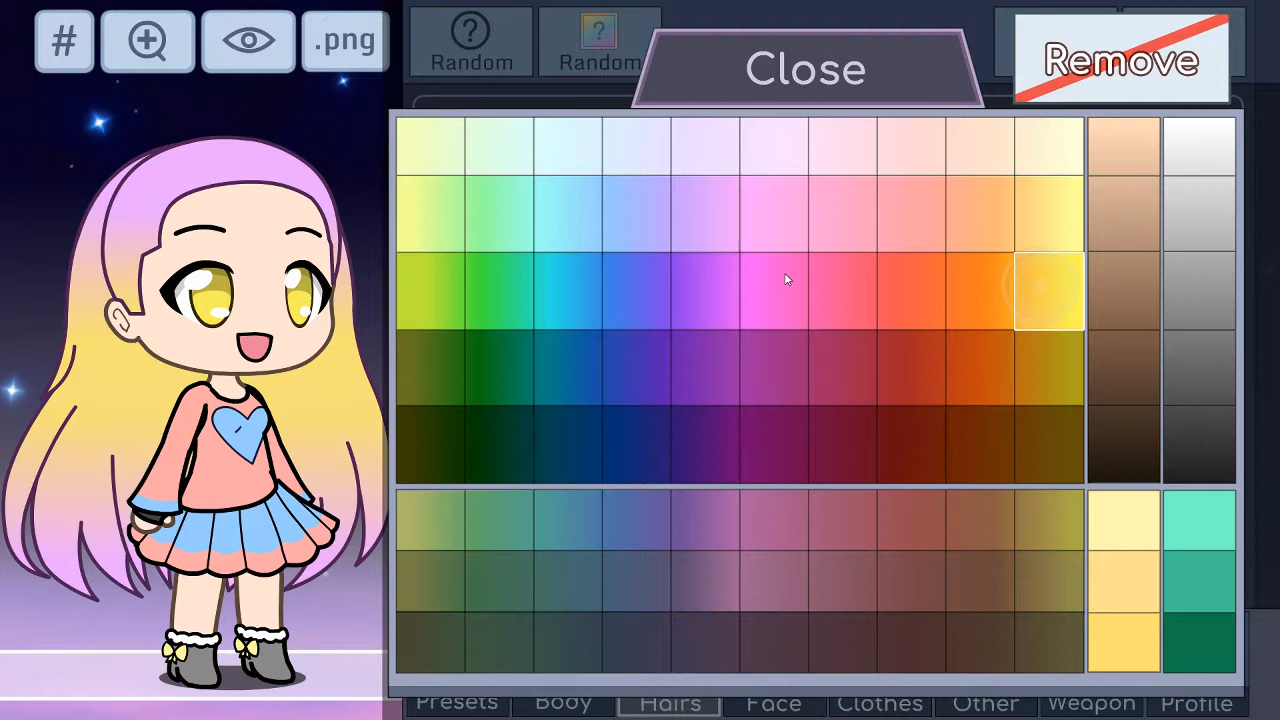 #
.png
?
Random
?
Random
Close
Remove
Presets
Body
Hairs
Face
Clothes
Other
Weapon
Profile